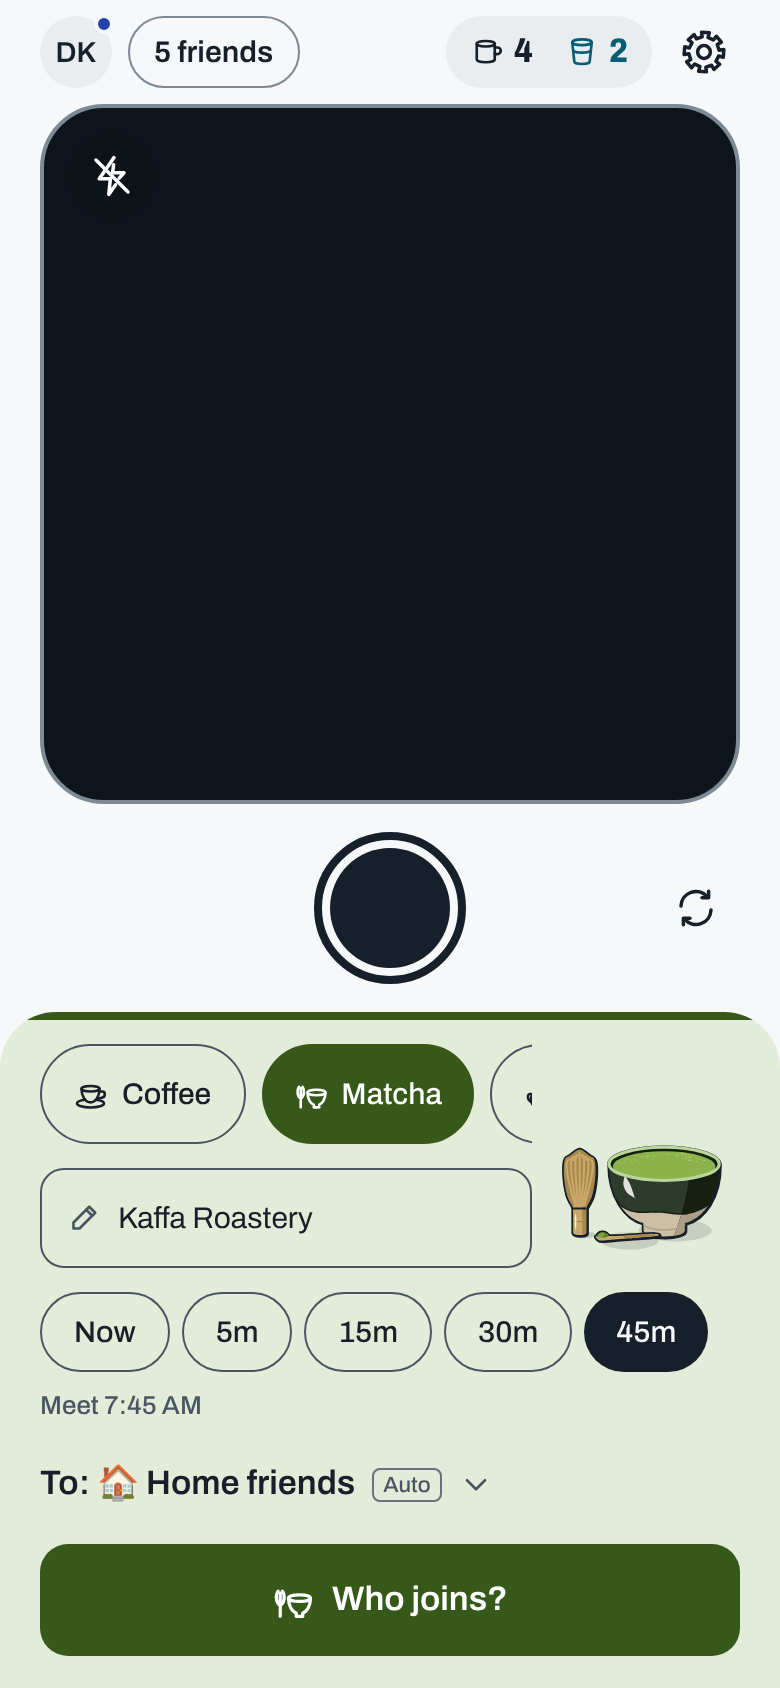 DK
5 friends
4
2
Coffee
Matcha
Kaffa Roastery
Now
5m
15m
30m
45m
Meet 7:45 AM
To: 🏠 Home friends
Auto
Who joins?